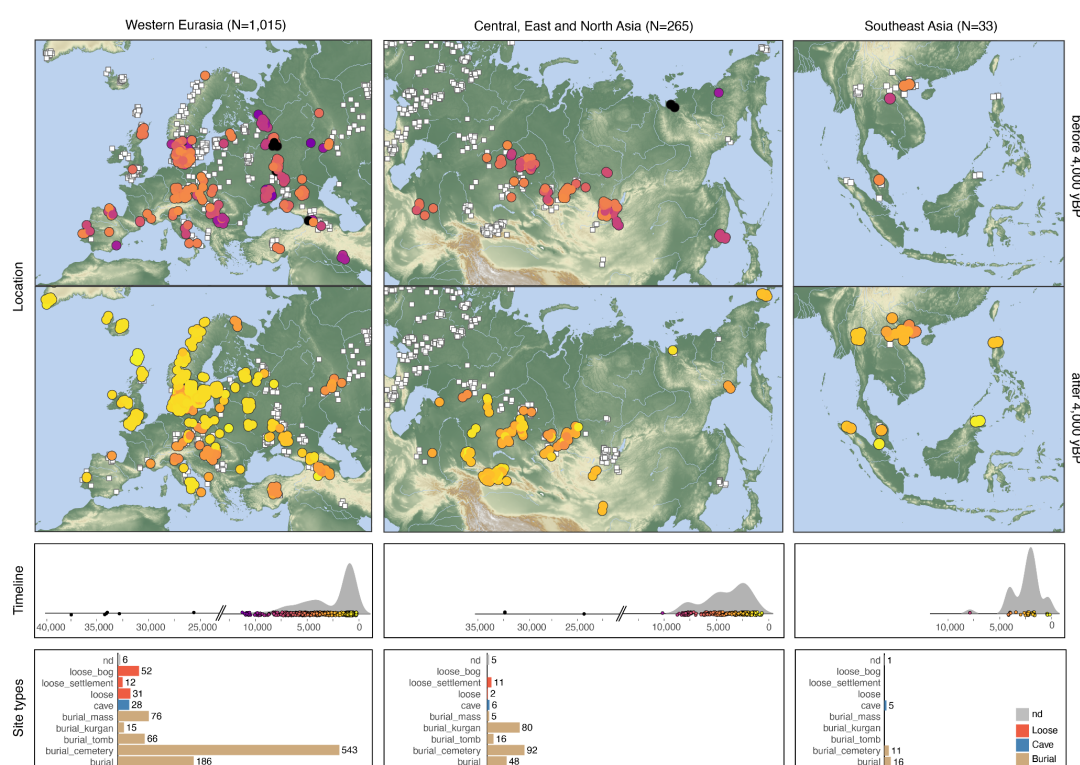 Western Eurasia (N=1,015)
Central, East and North Asia (N=265)
Southeast Asia (N=33)
Location
before 4,000 yBP
after 4,000 yBP
Timeline
40,000 35,000 30,000 25,000 10,000 5,000 0
35,000 30,000 25,000 10,000 5,000 0
10,000 5,000 0
Site types
nd 6
loose_bog 52
loose_settlement 12
loose 31
cave 28
burial_mass 76
burial_kurgan 15
burial_tomb 66
burial_cemetery 543
burial 186
nd 5
loose_bog
loose_settlement 11
loose 2
cave 6
burial_mass 5
burial_kurgan 80
burial_tomb 16
burial_cemetery 92
burial 48
nd 1
loose_bog
loose_settlement
loose
cave 5
burial_mass
burial_kurgan
burial_tomb
burial_cemetery 11
burial 16
nd
Loose
Cave
Burial